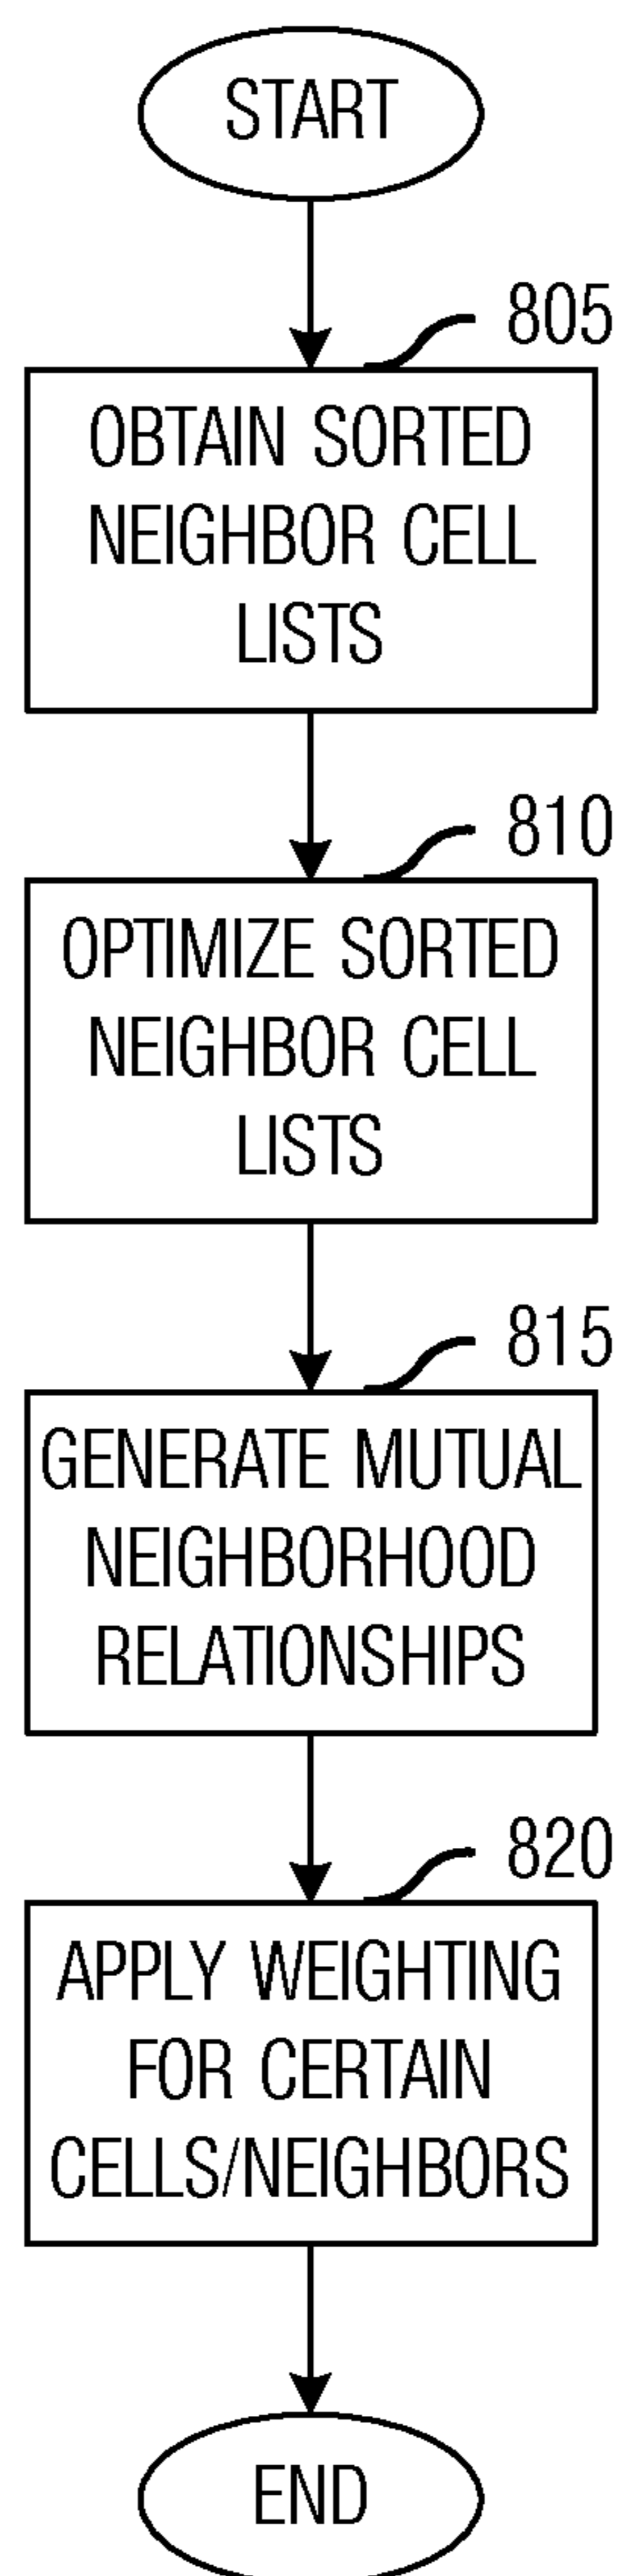 START
805
OBTAIN SORTED
NEIGHBOR CELL
LISTS
810
OPTIMIZE SORTED
NEIGHBOR CELL
LISTS
815
GENERATE MUTUAL
NEIGHBORHOOD
RELATIONSHIPS
820
APPLY WEIGHTING
FOR CERTAIN
CELLS/NEIGHBORS
END